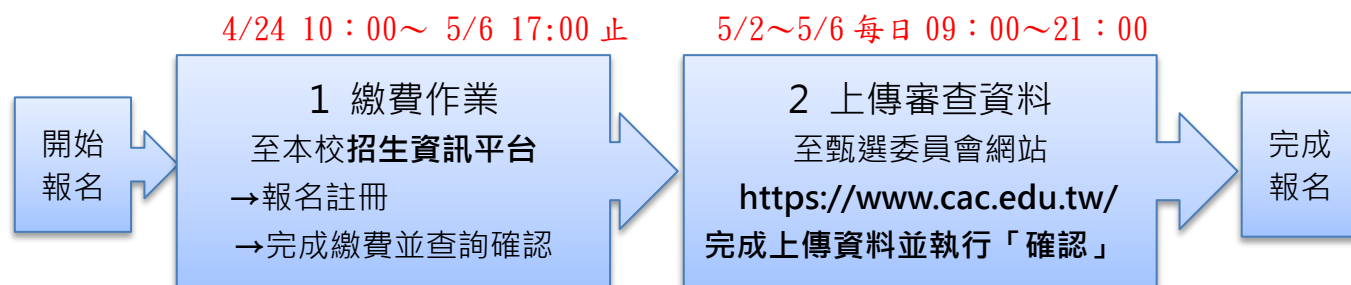 4/24 10：00～ 5/6 17:00 止
5/2～5/6 每日 09：00～21：00
開始
報名
1 繳費作業
至本校招生資訊平台
→報名註冊
→完成繳費並查詢確認
2 上傳審查資料
至甄選委員會網站
https://www.cac.edu.tw/
完成上傳資料並執行「確認」
完成
報名